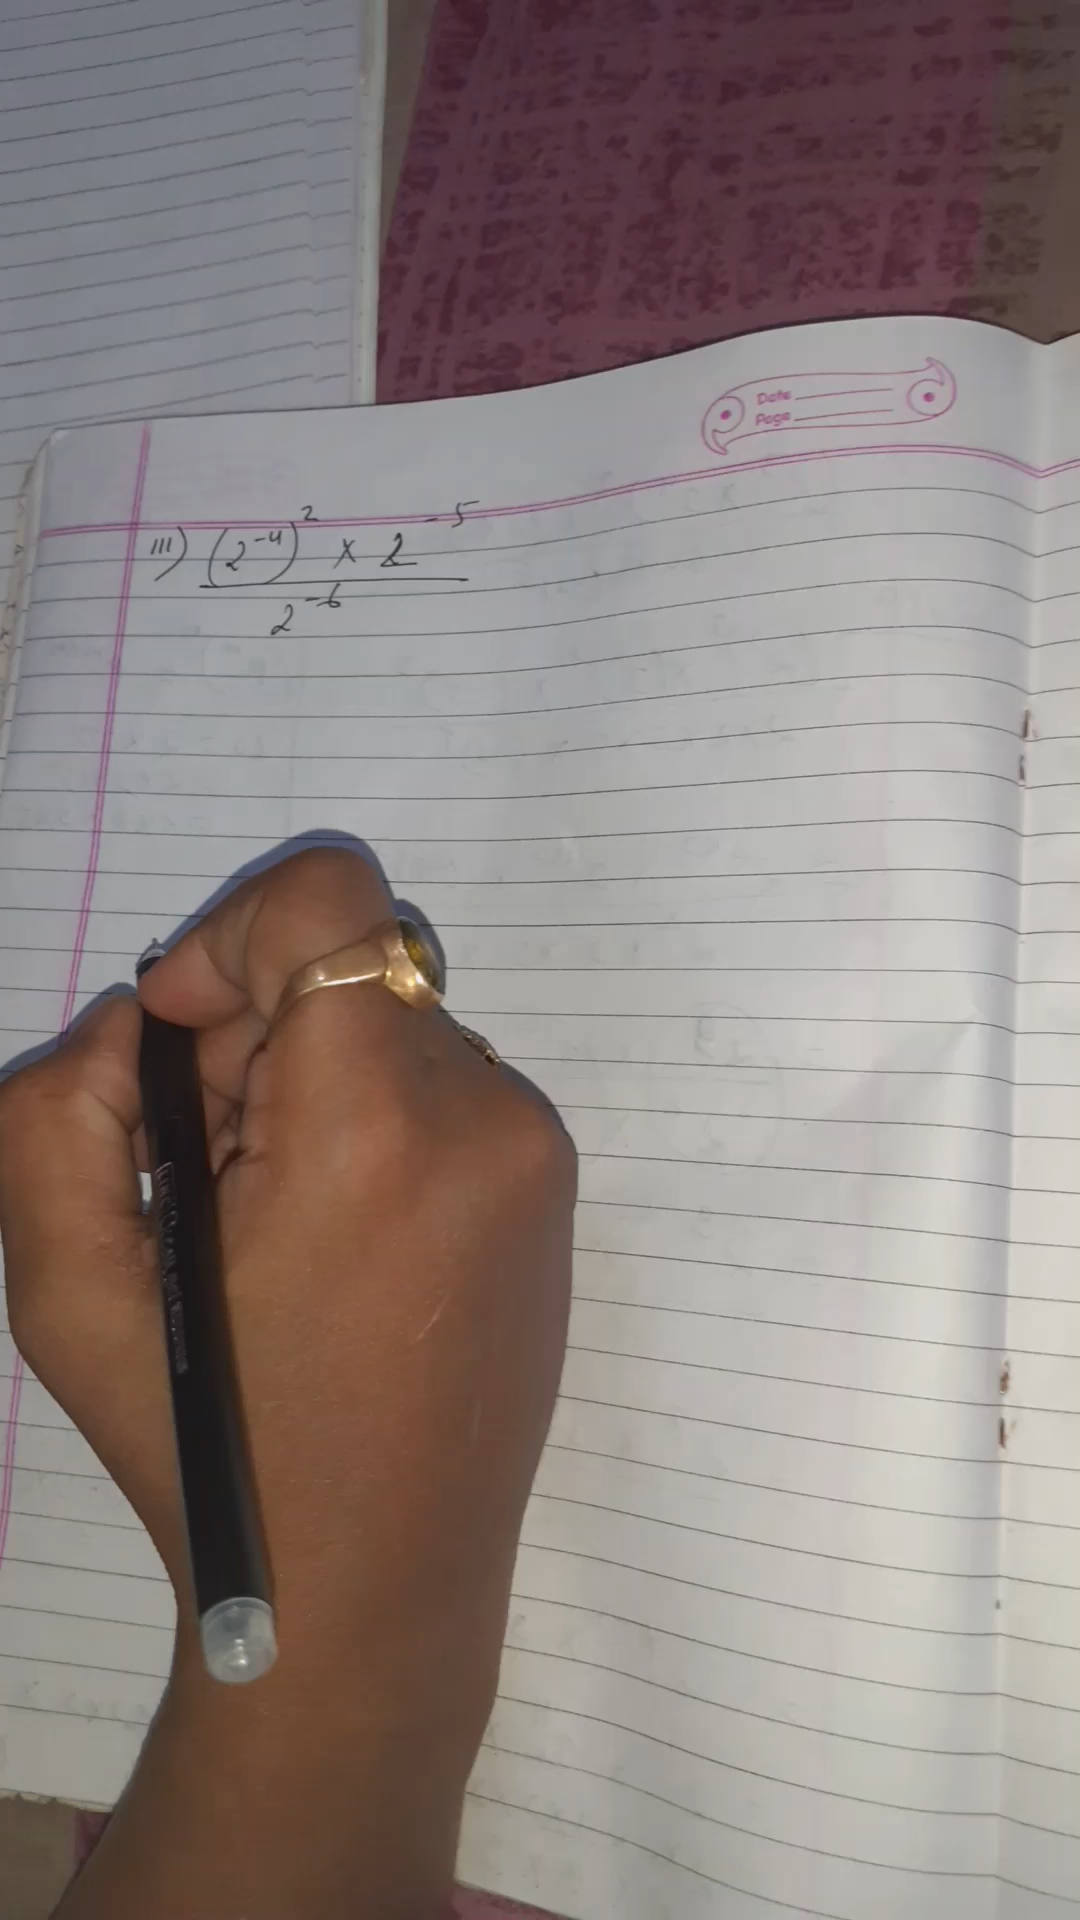 Date
Page
III) (2⁻⁴)² × 2⁻⁵
2⁻⁶